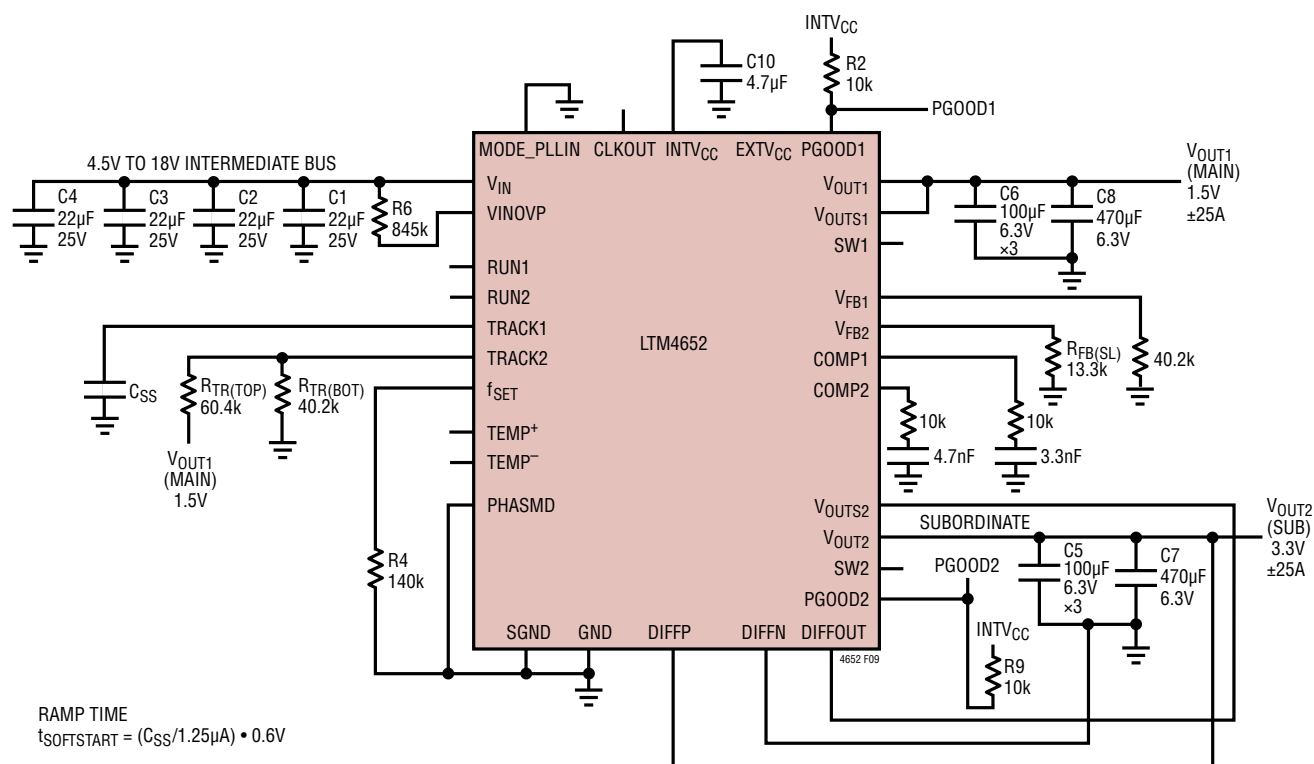 INTVCC
C10
4.7µF
R2
10k
PGOOD1
MODE_PLLIN CLKOUT INTVCC EXTVCC PGOOD1
4.5V TO 18V INTERMEDIATE BUS
C4
22µF
25V
C3
22µF
25V
C2
22µF
25V
C1
22µF
25V
R6
845k
VIN
VINOVP
RUN1
RUN2
TRACK1
TRACK2
fSET
TEMP+
TEMP–
PHASMD
LTM4652
VOUT1
VOUTS1
SW1
VFB1
VFB2
COMP1
COMP2
VOUTS2
VOUT2
SW2
PGOOD2
SGND GND DIFFP DIFFN DIFFOUT
4652 F09
C6
100µF
6.3V
×3
C8
470µF
6.3V
VOUT1
(MAIN)
1.5V
±25A
RFB(SL)
13.3k
40.2k
10k
4.7nF
10k
3.3nF
CSS
RTR(TOP)
60.4k
RTR(BOT)
40.2k
VOUT1
(MAIN)
1.5V
R4
140k
SUBORDINATE
PGOOD2
INTVCC
R9
10k
C5
100µF
6.3V
×3
C7
470µF
6.3V
VOUT2
(SUB)
3.3V
±25A
RAMP TIME
tSOFTSTART = (CSS/1.25µA) • 0.6V